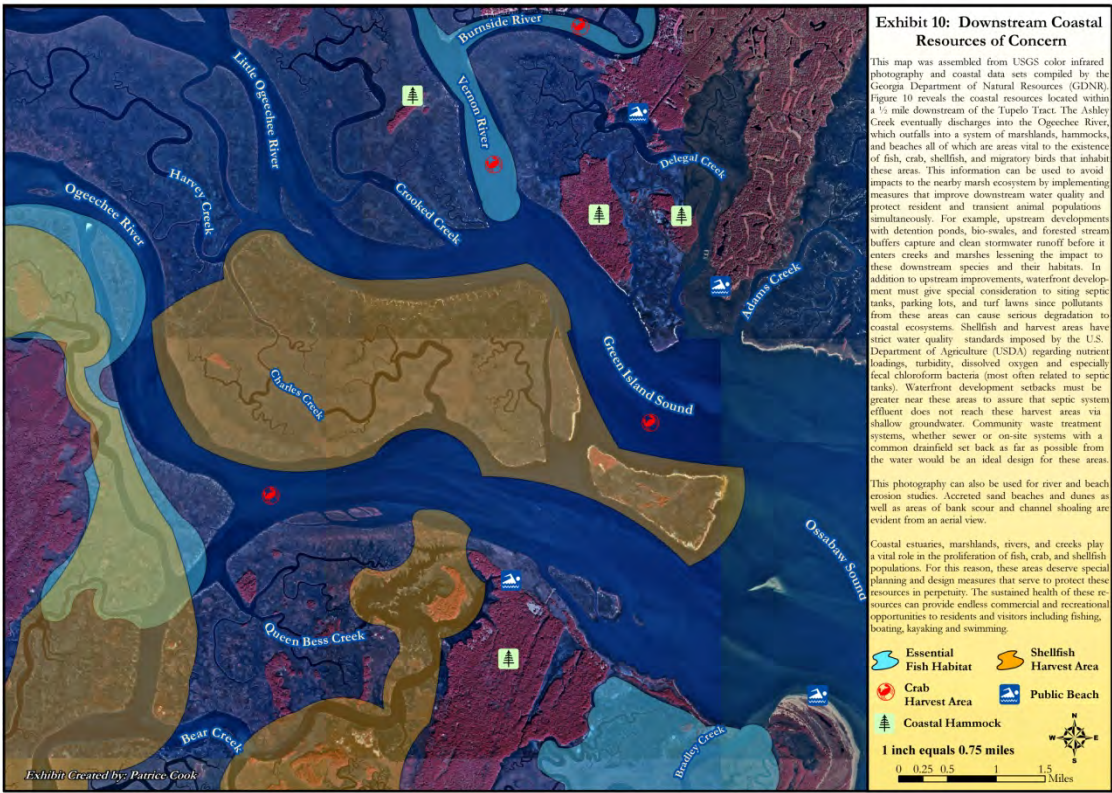 Exhibit 10: Downstream Coastal
Resources of Concern
This map was assembled from USGS color infrared
photography and coastal data sets compiled by the
Georgia Department of Natural Resources (GDNR).
Figure 10 reveals the coastal resources located within
a ½ mile downstream of the Tupelo Tract. The Ashley
Creek eventually discharges into the Ogeechee River,
which outfalls into a system of marshlands, hammocks,
and beaches all of which are areas vital to the existence
of fish, crab, shellfish, and migratory birds that inhabit
these areas. This information can be used to avoid
impacts to the nearby marsh ecosystem by implementing
measures that improve downstream water quality and
protect resident and transient animal populations
simultaneously. For example, upstream developments
with detention ponds, bio-swales, and forested stream
buffers capture and clean stormwater runoff before it
enters creeks and marshes lessening the impact to
these downstream species and their habitats. In
addition to upstream improvements, waterfront develop-
ment must give special consideration to siting septic
tanks, parking lots, and turf lawns since pollutants
from these areas can cause serious degradation to
coastal ecosystems. Shellfish and harvest areas have
strict water quality standards imposed by the U.S.
Department of Agriculture (USDA) regarding nutrient
loadings, turbidity, dissolved oxygen and especially
fecal chloroform bacteria (most often related to septic
tanks). Waterfront development setbacks must be
greater near these areas to assure that septic system
effluent does not reach these harvest areas via
shallow groundwater. Community waste treatment
systems, whether sewer or on-site systems with a
common drainfield set back as far as possible from
the water would be an ideal design for these areas.
This photography can also be used for river and beach
erosion studies. Accreted sand beaches and dunes as
well as areas of bank scour and channel shoaling are
evident from an aerial view.
Coastal estuaries, marshlands, rivers, and creeks play
a vital role in the proliferation of fish, crab, and shellfish
populations. For this reason, these areas deserve special
planning and design measures that serve to protect these
resources in perpetuity. The sustained health of these re-
sources can provide endless commercial and recreational
opportunities to residents and visitors including fishing,
boating, kayaking and swimming.
Essential
Fish Habitat
Shellfish
Harvest Area
Crab
Harvest Area
Public Beach
Coastal Hammock
1 inch equals 0.75 miles
0 0.25 0.5 1 1.5
Miles
N
W E
S
Burnside River
Little Ogeechee River
Vernon River
Harvey Creek
Delegal Creek
Ogeechee River
Crooked Creek
Adams Creek
Green Island Sound
Charles Creek
Ossabaw Sound
Queen Bess Creek
Bear Creek
Bradley Creek
Exhibit Created by: Patrice Cook